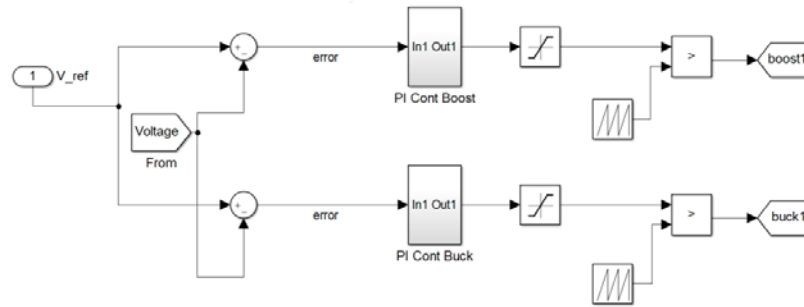 +
-
error
In1 Out1
PI Cont Boost
>
boost1
1
V_ref
Voltage
From
+
-
error
In1 Out1
PI Cont Buck
>
buck1